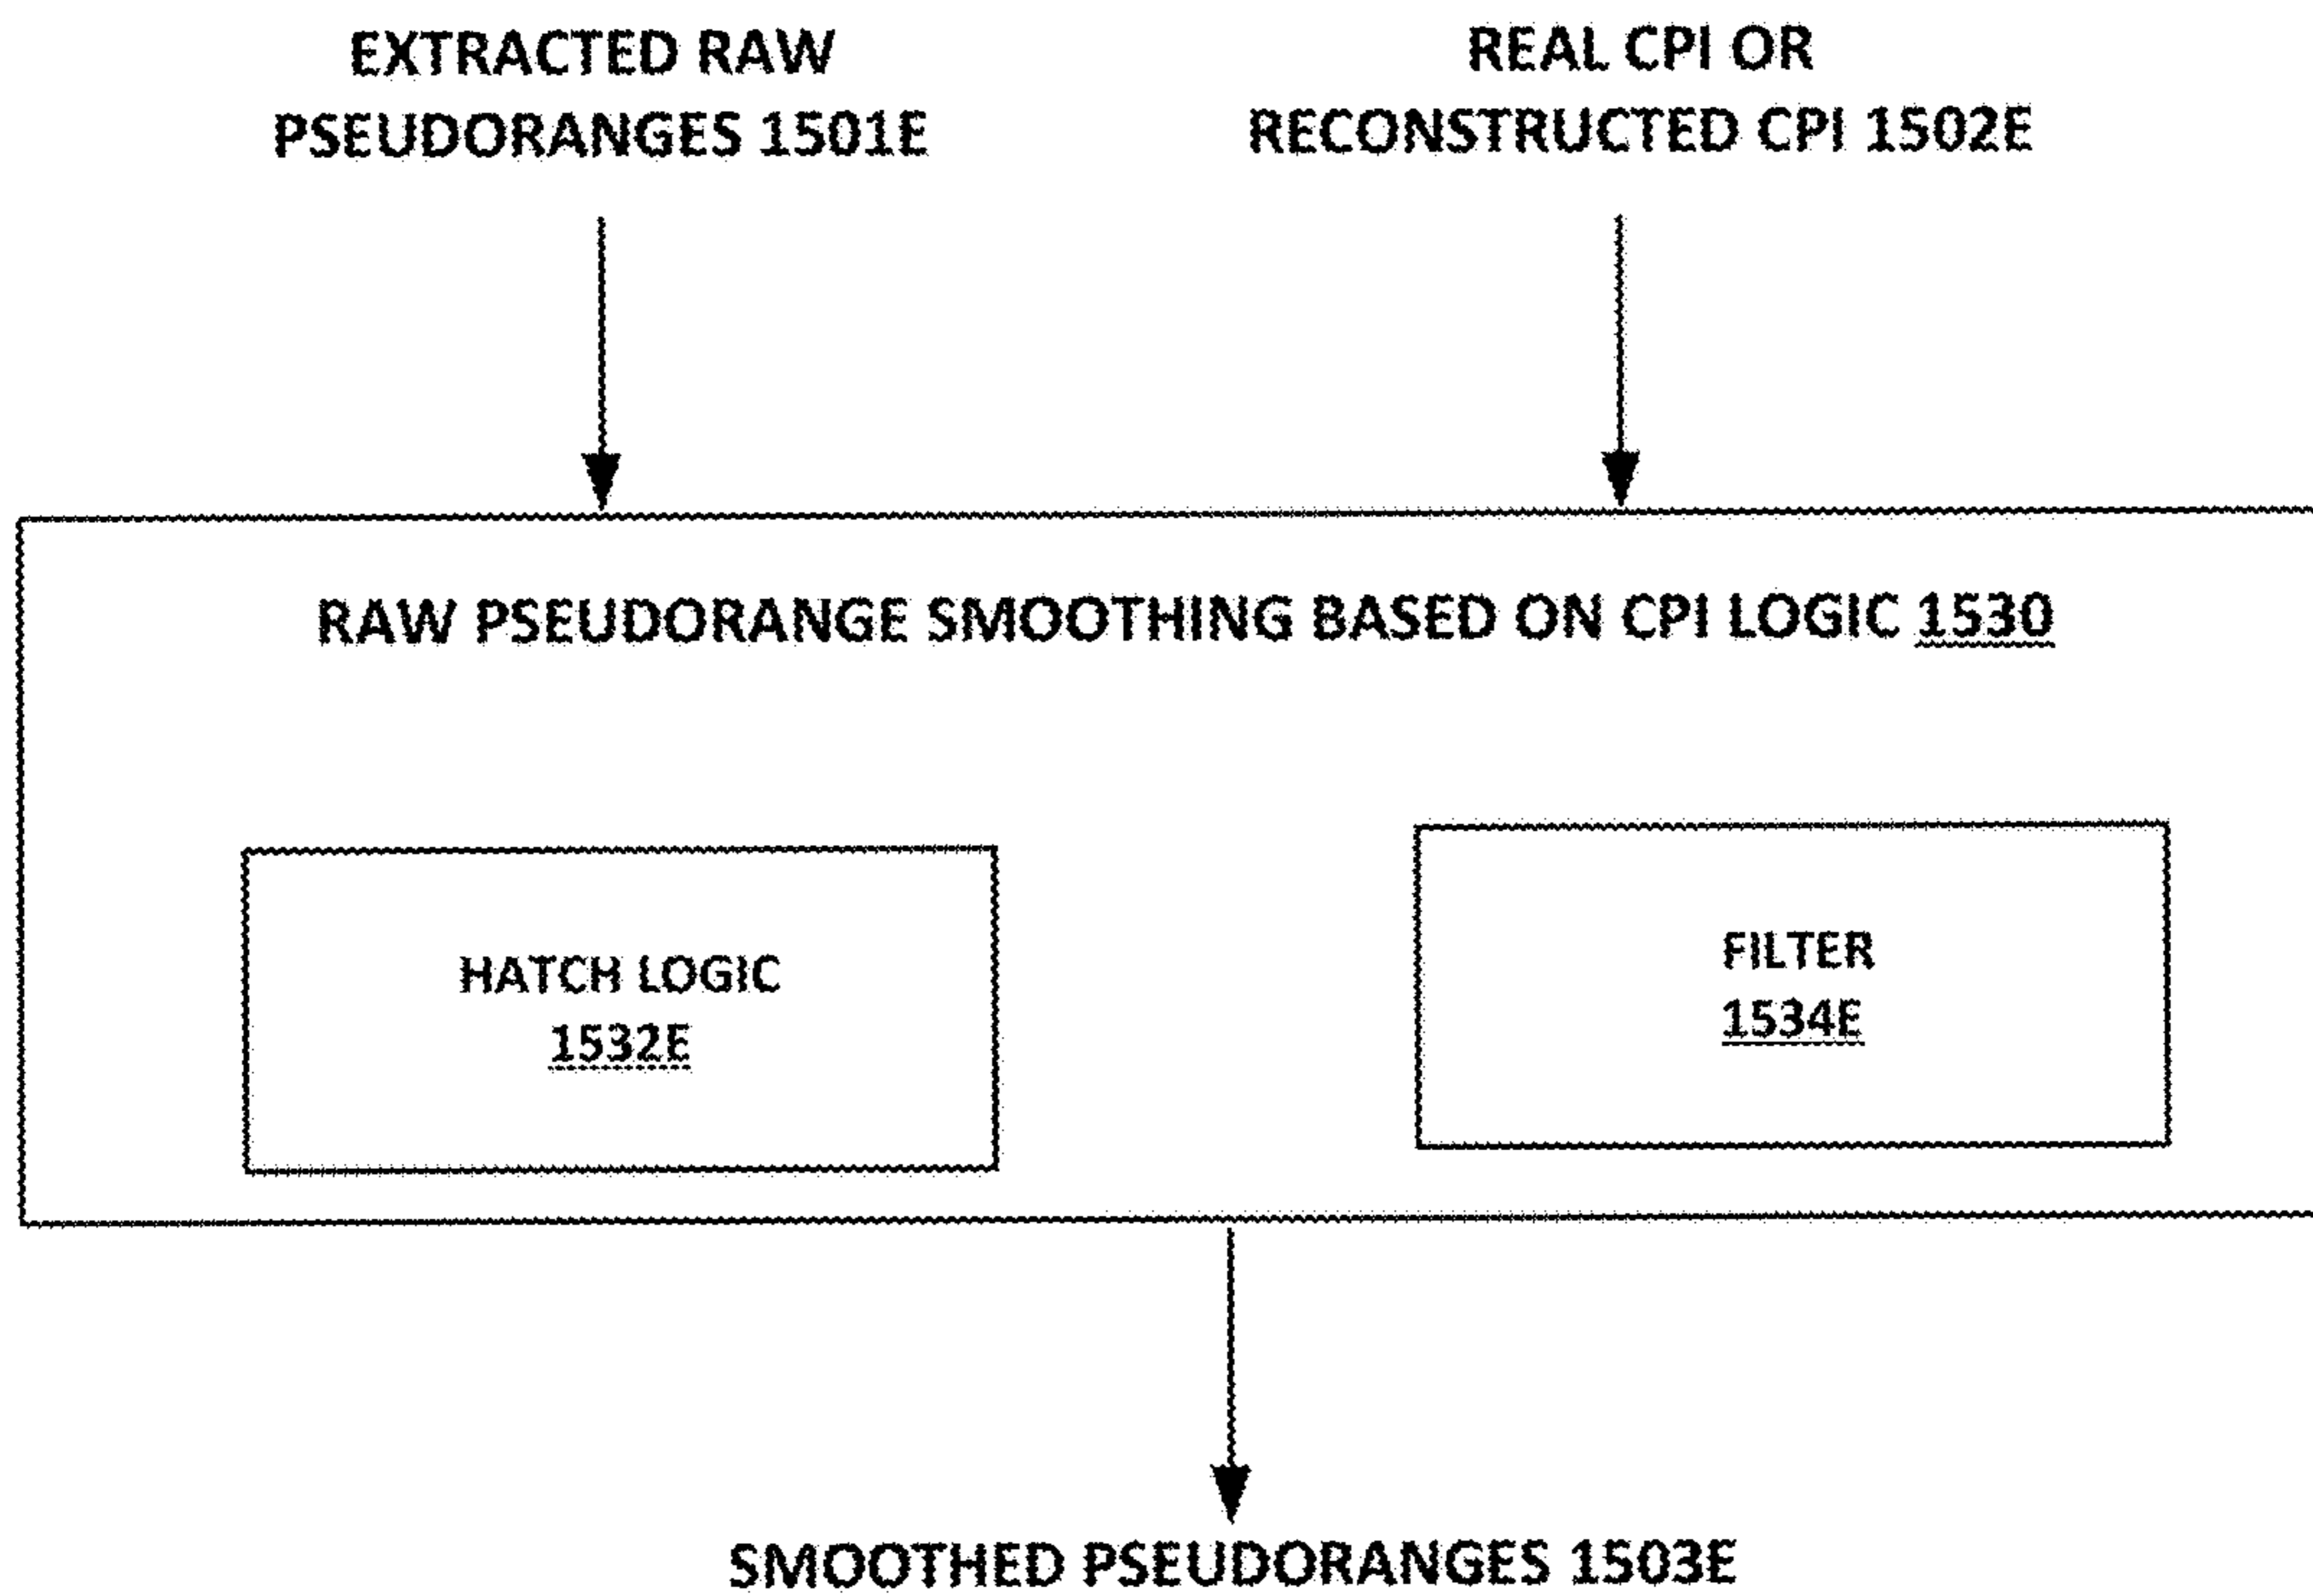 EXTRACTED RAW
PSEUDORANGES 1501E
REAL CPI OR
RECONSTRUCTED CPI 1502E
RAW PSEUDORANGE SMOOTHING BASED ON CPI LOGIC 1530
HATCH LOGIC
1532E
FILTER
1534E
SMOOTHED PSEUDORANGES 1503E